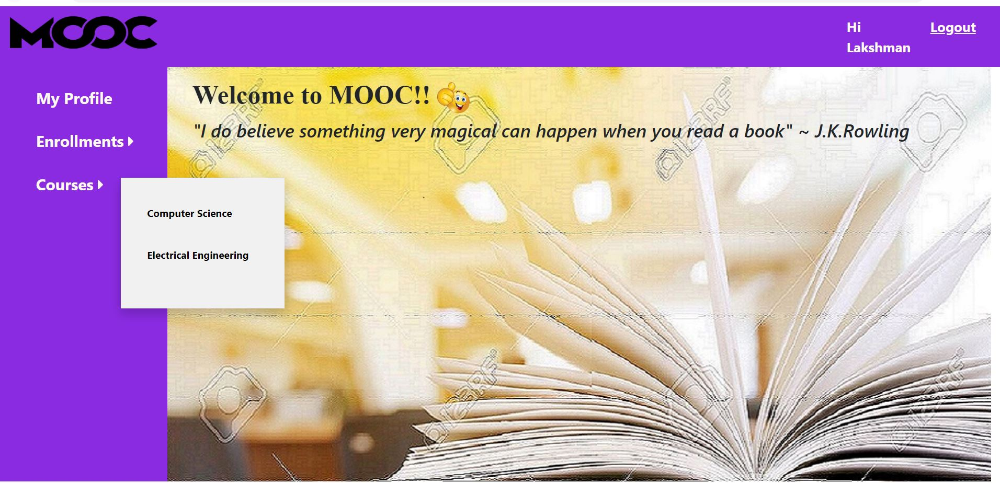 MOOC
Hi
Lakshman
Logout
My Profile
Enrollments
Courses
Computer Science
Electrical Engineering
Welcome to MOOC!!
"I do believe something very magical can happen when you read a book" ~ J.K.Rowling